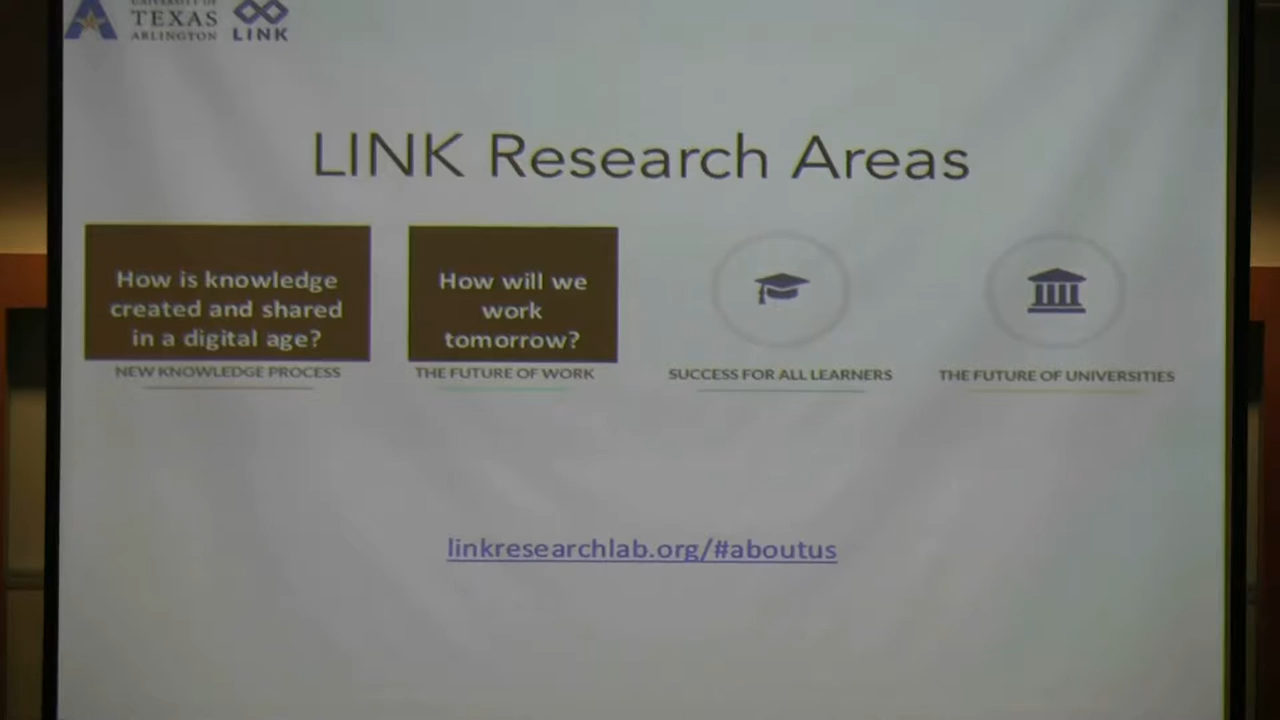 UNIVERSITY OF
TEXAS
ARLINGTON
LINK
LINK Research Areas
How is knowledge
created and shared
in a digital age?
NEW KNOWLEDGE PROCESS
How will we
work
tomorrow?
THE FUTURE OF WORK
SUCCESS FOR ALL LEARNERS
THE FUTURE OF UNIVERSITIES
linkresearchlab.org/#aboutus